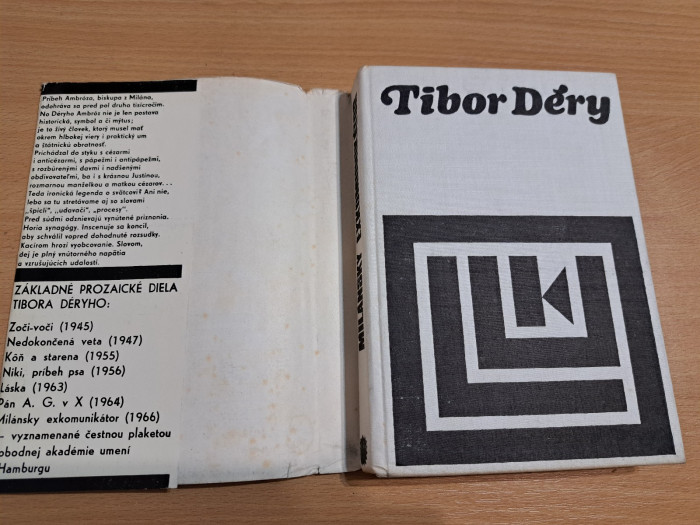 Príbeh Ambróza, biskupa z Milána,
odohráva sa pred pol druha tisícročím.
No Déryho Ambróz nie je len postava
historická, symbol a či mýtus;
je to živý človek, ktorý musel mať
okrem hlbokej viery i praktický um
a štátnickú obratnosť.
Prichádzal do styku s cézarmi
i anticézarmi, s pápežmi i antipápežmi,
s rozbúrenými davmi i nadšenými
obdivovateľmi, ba i s krásnou Justínou,
rozmarnou manželkou a matkou cézarov...
Teda ironická legenda o svätcovi? Ani nie,
lebo sa tu stretávame aj so slovami
„špicli", „udavači", „procesy".
Pred súdmi odznievajú vynútené priznania.
Horia synagógy. Inscenuje sa koncil,
aby schválil vopred dohodnuté rozsudky.
Kacírom hrozí vyobcovanie. Slovom,
dej je plný vnútorného napätia
a vzrušujúcich udalostí.
ZÁKLADNÉ PROZAICKÉ DIELA
TIBORA DÉRYHO:
Zoči-voči (1945)
Nedokončená veta (1947)
Kôň a starena (1955)
Niki, príbeh psa (1956)
Láska (1963)
Pán A. G. v X (1964)
Milánsky exkomunikátor (1966)
– vyznamenané čestnou plaketou
obodnej akadémie umení
Hamburgu
Tibor Déry
MILÁNSKY